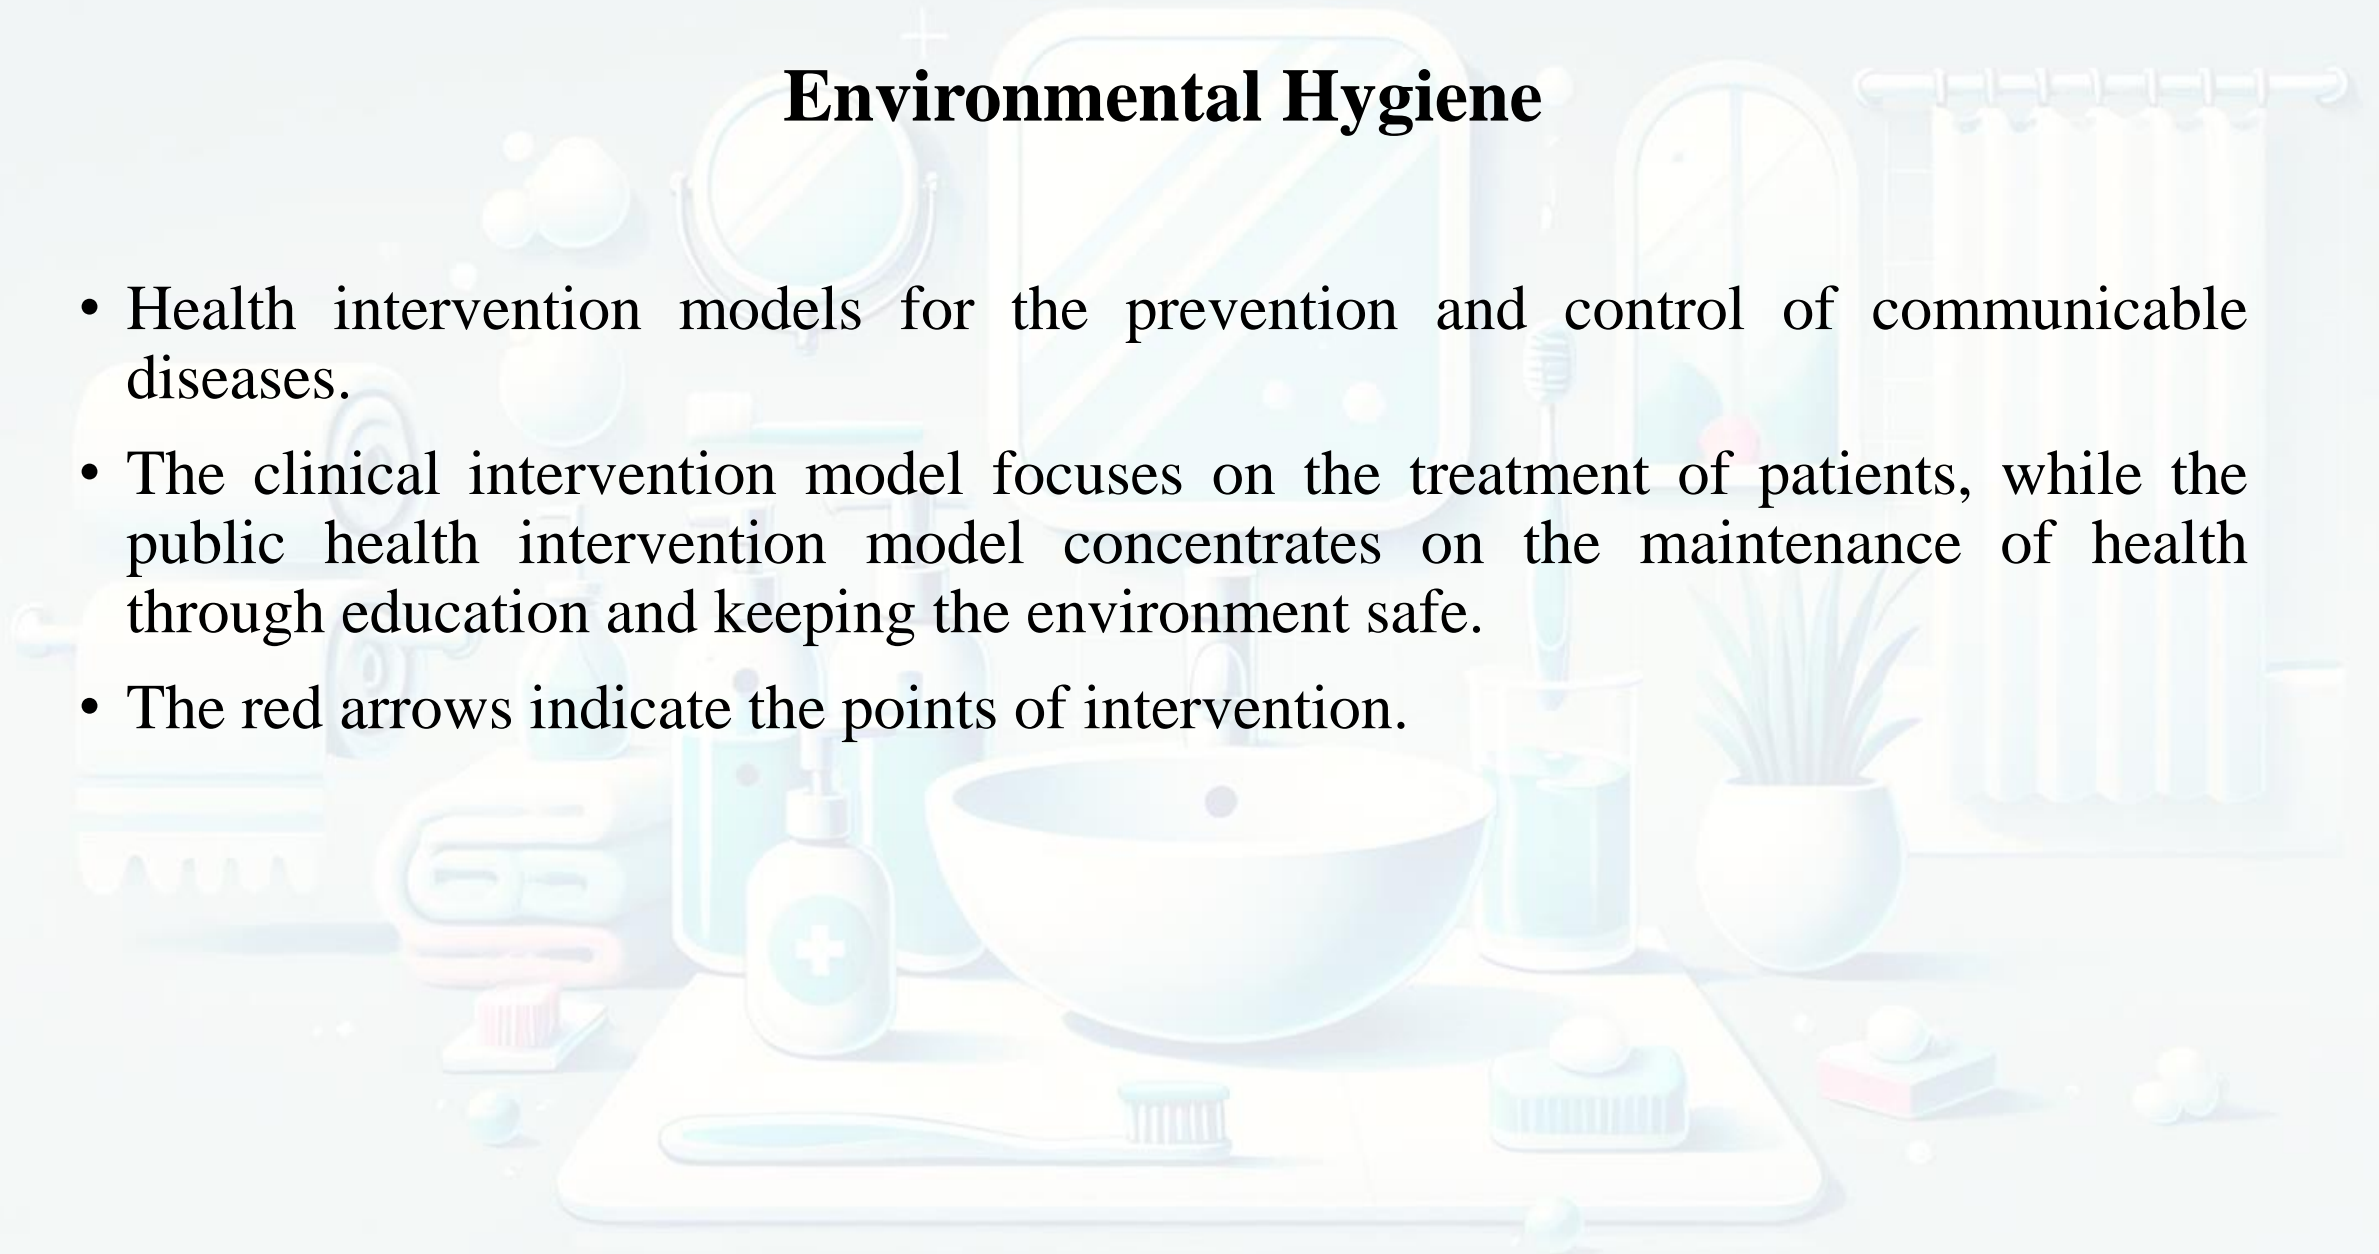 Environmental Hygiene
• Health intervention models for the prevention and control of communicable
diseases.
• The clinical intervention model focuses on the treatment of patients, while the
public health intervention model concentrates on the maintenance of health
through education and keeping the environment safe.
• The red arrows indicate the points of intervention.